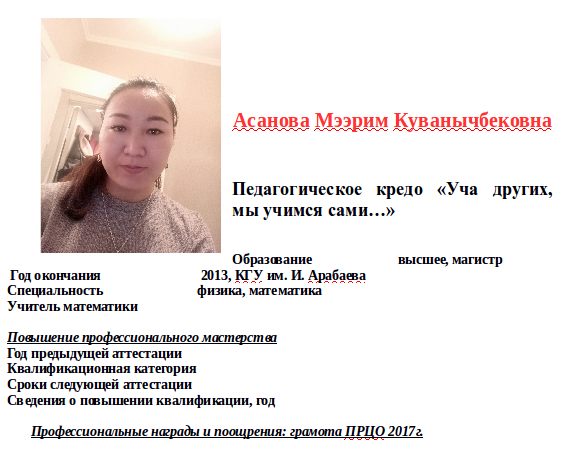 Асанова Мээрим Куванычбековна
Педагогическое кредо «Уча других,
мы учимся сами…»
Образование высшее, магистр
Год окончания 2013, КГУ им. И. Арабаева
Специальность физика, математика
Учитель математики
Повышение профессионального мастерства
Год предыдущей аттестации
Квалификационная категория
Сроки следующей аттестации
Сведения о повышении квалификации, год
Профессиональные награды и поощрения: грамота ПРЦО 2017г.